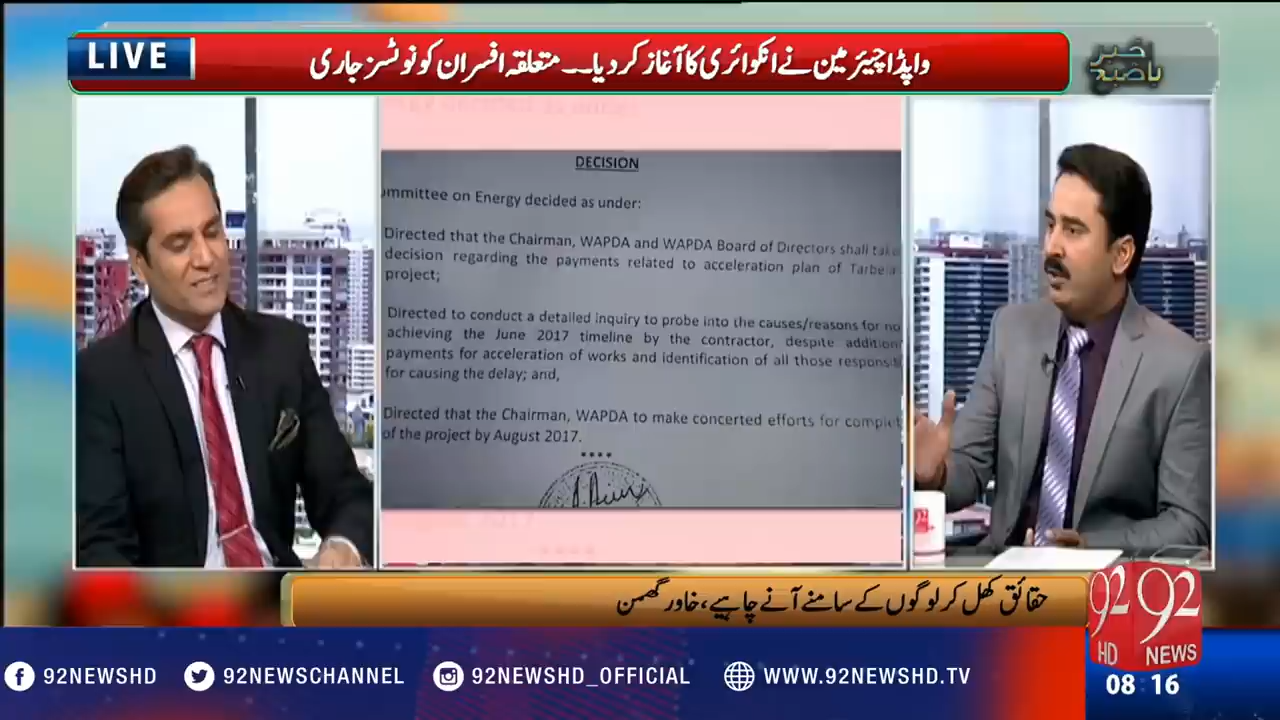 LIVE
واپڈا چیئرمین نے انکوائری کا آغاز کر دیا۔۔۔ متعلقہ افسران کو نوٹسز جاری
باخبر
صبح
DECISION
ommittee on Energy decided as under:
Directed that the Chairman, WAPDA and WAPDA Board of Directors shall tak
decision regarding the payments related to acceleration plan of Tarbela
project;
Directed to conduct a detailed inquiry to probe into the causes/reasons for no
achieving the June 2017 timeline by the contractor, despite addition
payments for acceleration of works and identification of all those responsi
for causing the delay; and,
Directed that the Chairman, WAPDA to make concerted efforts for complet
of the project by August 2017.
****
حقائق کھل کر لوگوں کے سامنے آنے چاہیے، خاور گھمن
92 92
HD NEWS
92NEWSHD
92NEWSCHANNEL
92NEWSHD_OFFICIAL
WWW.92NEWSHD.TV
08 16